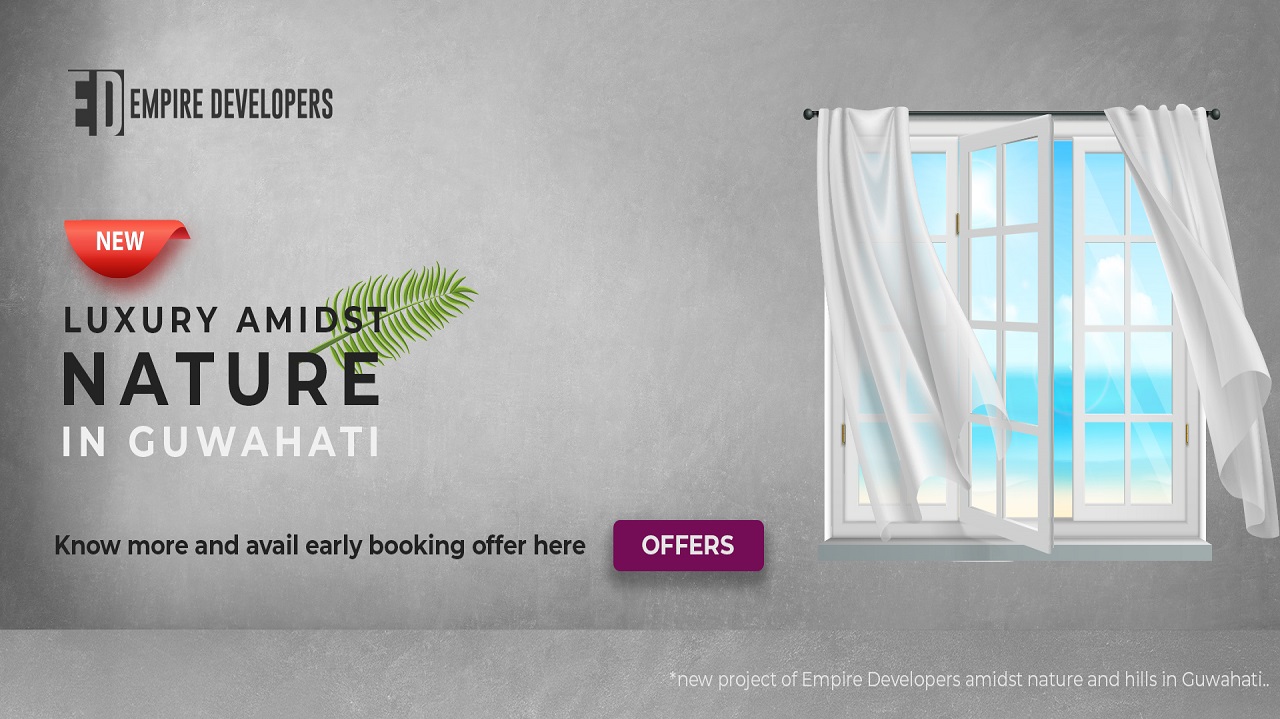 ED EMPIRE DEVELOPERS
NEW
LUXURY AMIDST
NATURE
IN GUWAHATI
Know more and avail early booking offer here
OFFERS
*new project of Empire Developers amidst nature and hills in Guwahati..